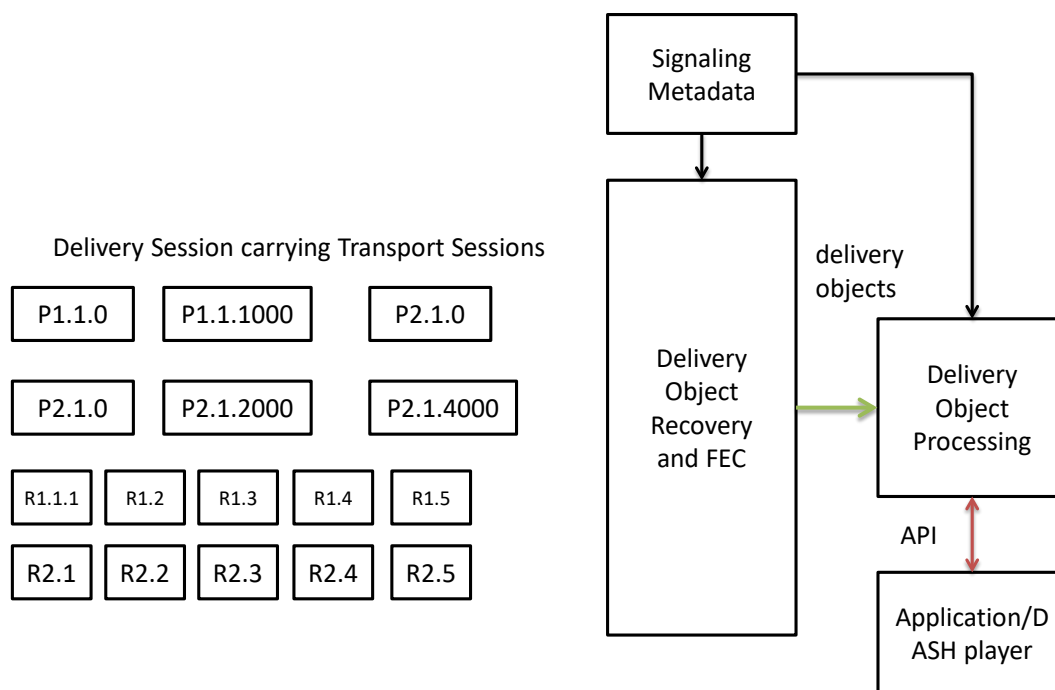 Signaling
Metadata
Delivery Session carrying Transport Sessions
P1.1.0
P1.1.1000
P2.1.0
P2.1.0
P2.1.2000
P2.1.4000
R1.1.1
R1.2
R1.3
R1.4
R1.5
R2.1
R2.2
R2.3
R2.4
R2.5
Delivery
Object
Recovery
and FEC
delivery
objects
Delivery
Object
Processing
API
Application/D
ASH player